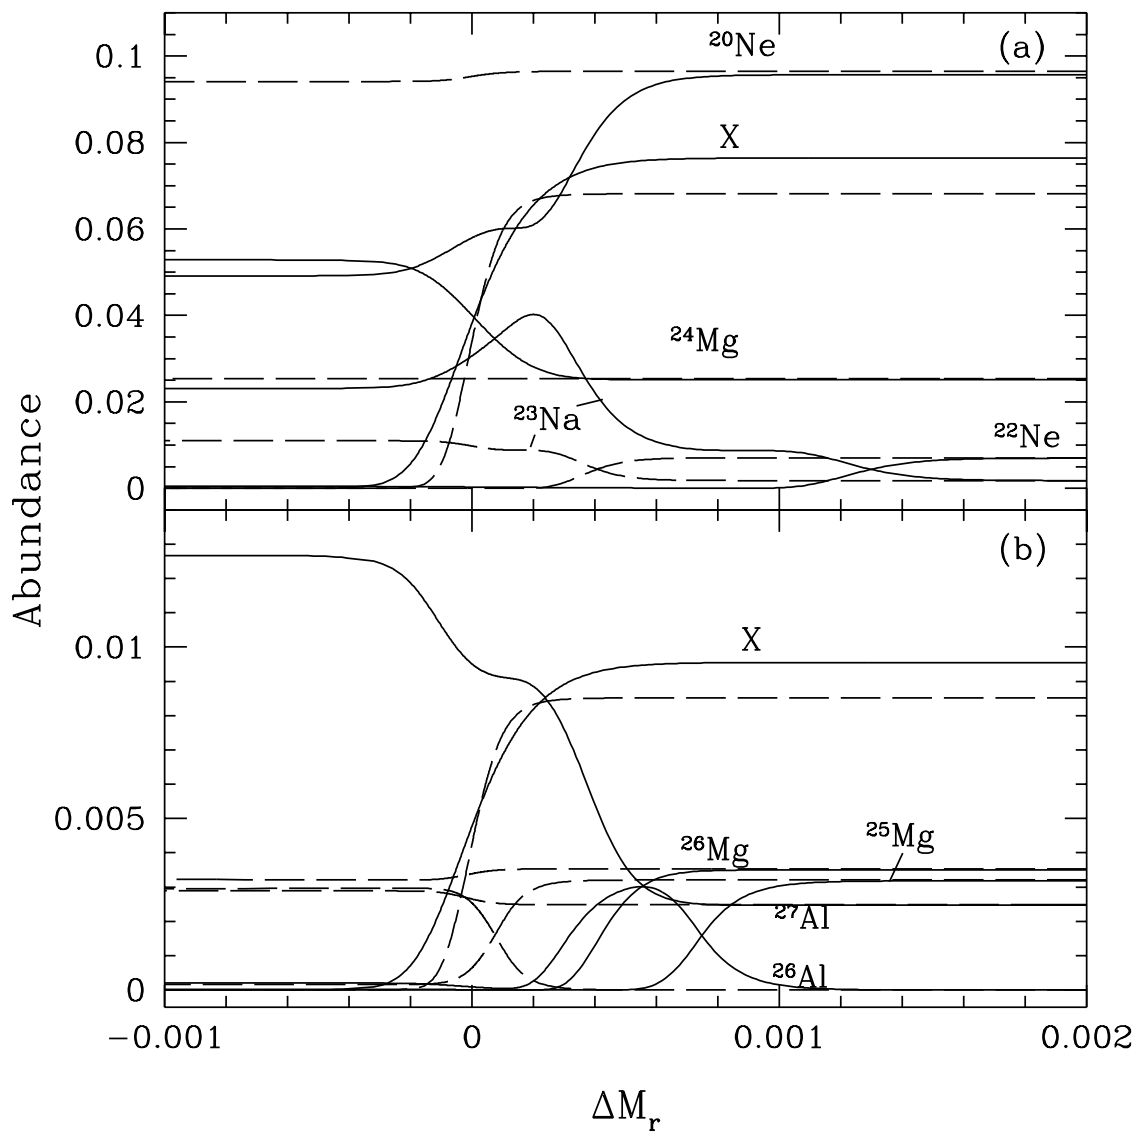 ²⁰Ne
(a)
0.1
X
0.08
0.06
²⁴Mg
0.04
0.02
²³Na
²²Ne
0
Abundance
(b)
X
0.01
²⁵Mg
²⁶Mg
0.005
²⁷Al
²⁶Al
0
−0.001 0 0.001 0.002
ΔMᵣ